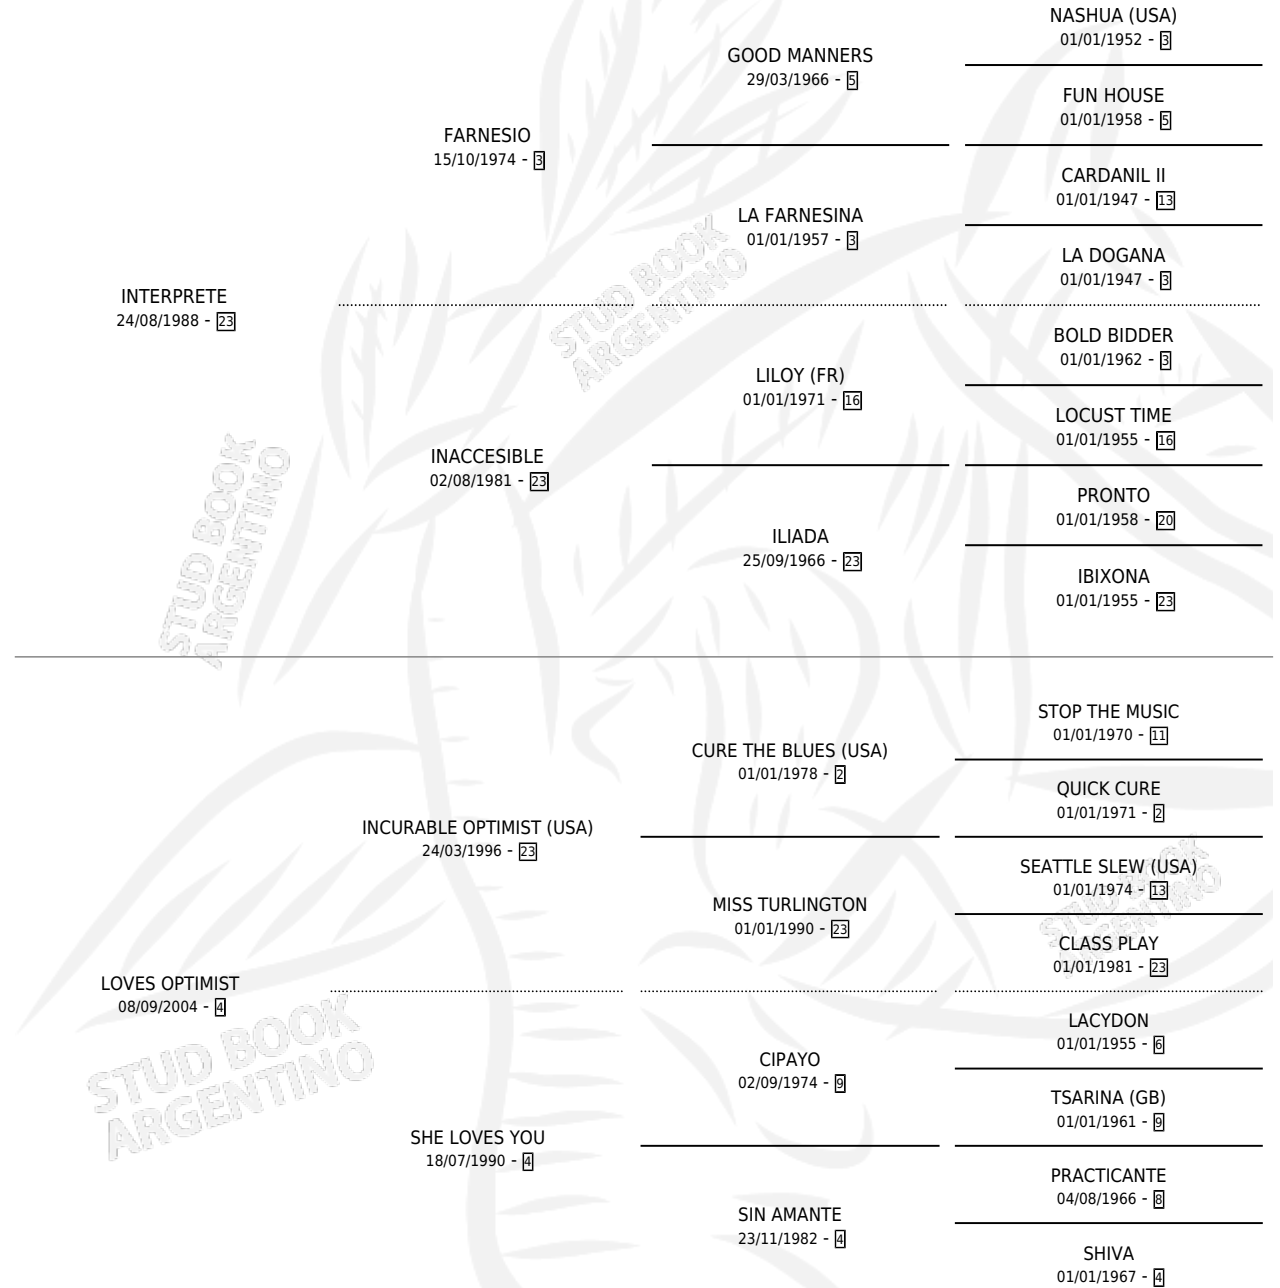 NASHUA (USA)
01/01/1952 - 3
GOOD MANNERS
29/03/1966 - 5
FUN HOUSE
01/01/1958 - 5
FARNESIO
15/10/1974 - 3
CARDANIL II
01/01/1947 - 13
LA FARNESINA
01/01/1957 - 3
LA DOGANA
01/01/1947 - 3
INTERPRETE
24/08/1988 - 23
BOLD BIDDER
01/01/1962 - 3
LILOY (FR)
01/01/1971 - 16
LOCUST TIME
01/01/1955 - 16
INACCESIBLE
02/08/1981 - 23
PRONTO
01/01/1958 - 20
ILIADA
25/09/1966 - 23
IBIXONA
01/01/1955 - 23
STOP THE MUSIC
01/01/1970 - 11
CURE THE BLUES (USA)
01/01/1978 - 2
QUICK CURE
01/01/1971 - 2
INCURABLE OPTIMIST (USA)
24/03/1996 - 23
SEATTLE SLEW (USA)
01/01/1974 - 13
MISS TURLINGTON
01/01/1990 - 23
CLASS PLAY
01/01/1981 - 23
LOVES OPTIMIST
08/09/2004 - 4
LACYDON
01/01/1955 - 6
CIPAYO
02/09/1974 - 9
TSARINA (GB)
01/01/1961 - 9
SHE LOVES YOU
18/07/1990 - 4
PRACTICANTE
04/08/1966 - 8
SIN AMANTE
23/11/1982 - 4
SHIVA
01/01/1967 - 4
STUD BOOK
ARGENTINO
STUD BOOK
ARGENTINO
STUD BOOK
ARGENTINO
STUD BOOK
ARGENTINO